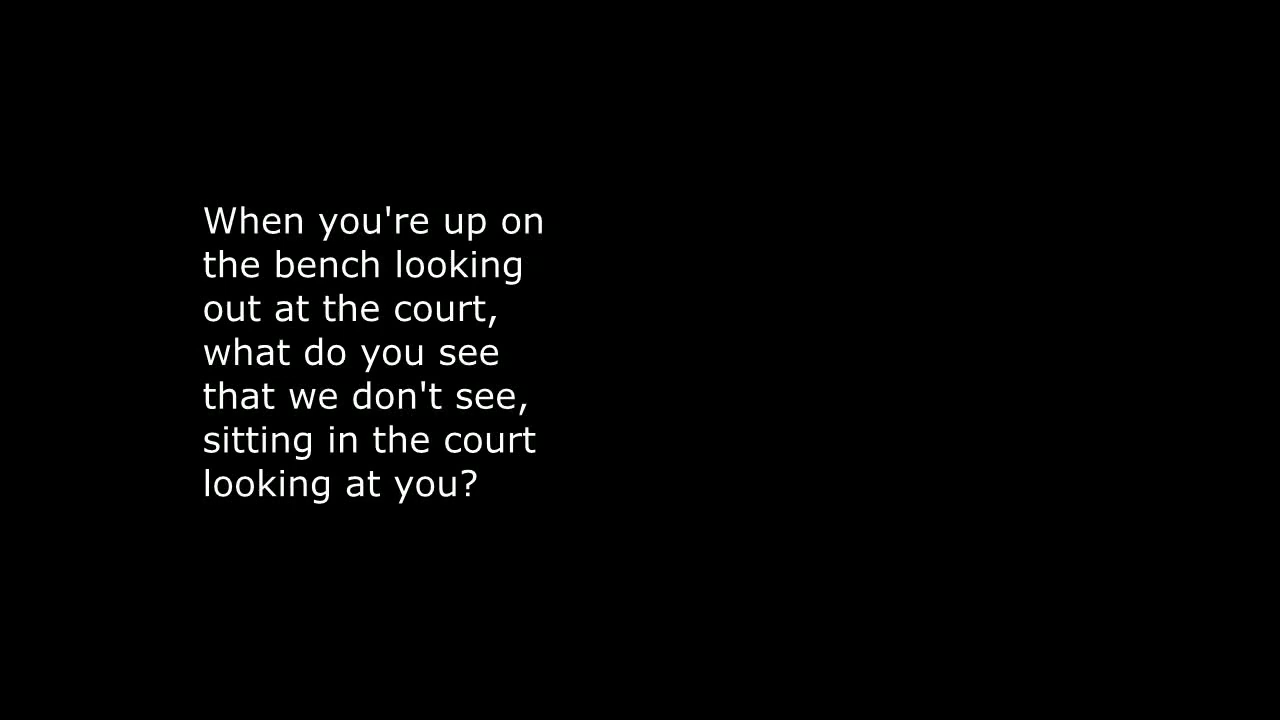 When you're up on
the bench looking
out at the court,
what do you see
that we don't see,
sitting in the court
looking at you?